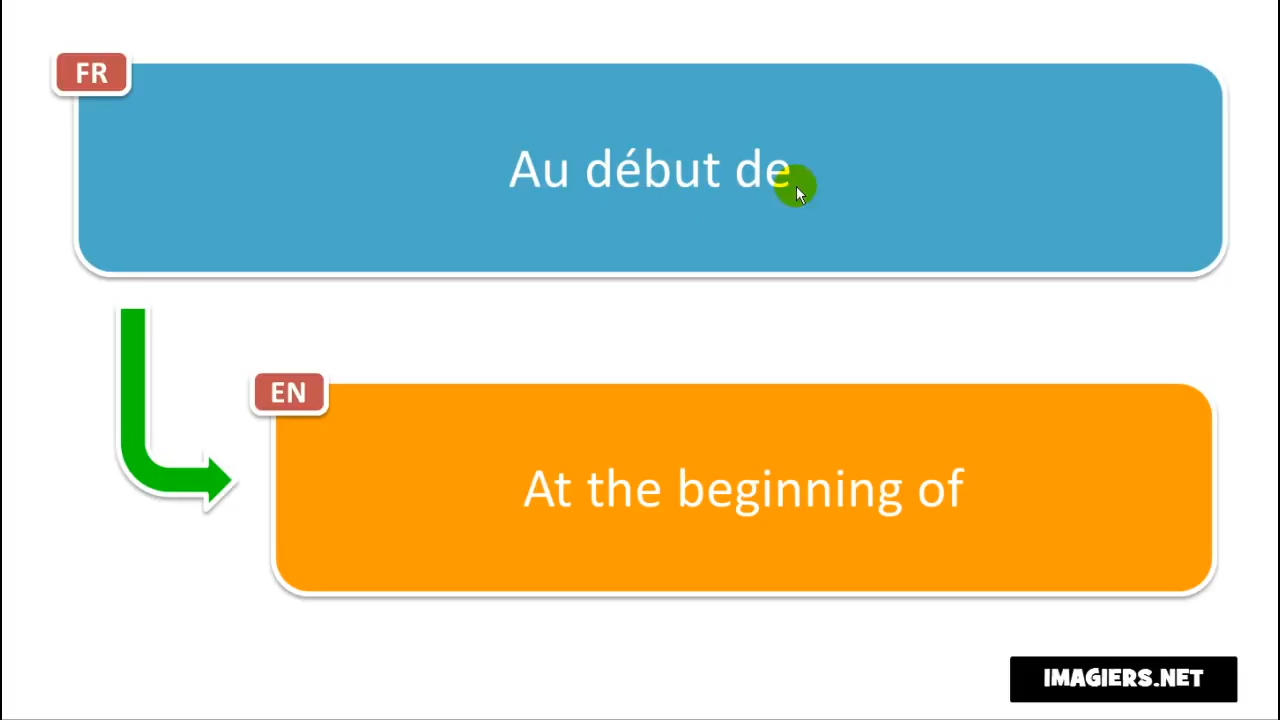 FR
Au début de
EN
At the beginning of
IMAGIERS.NET